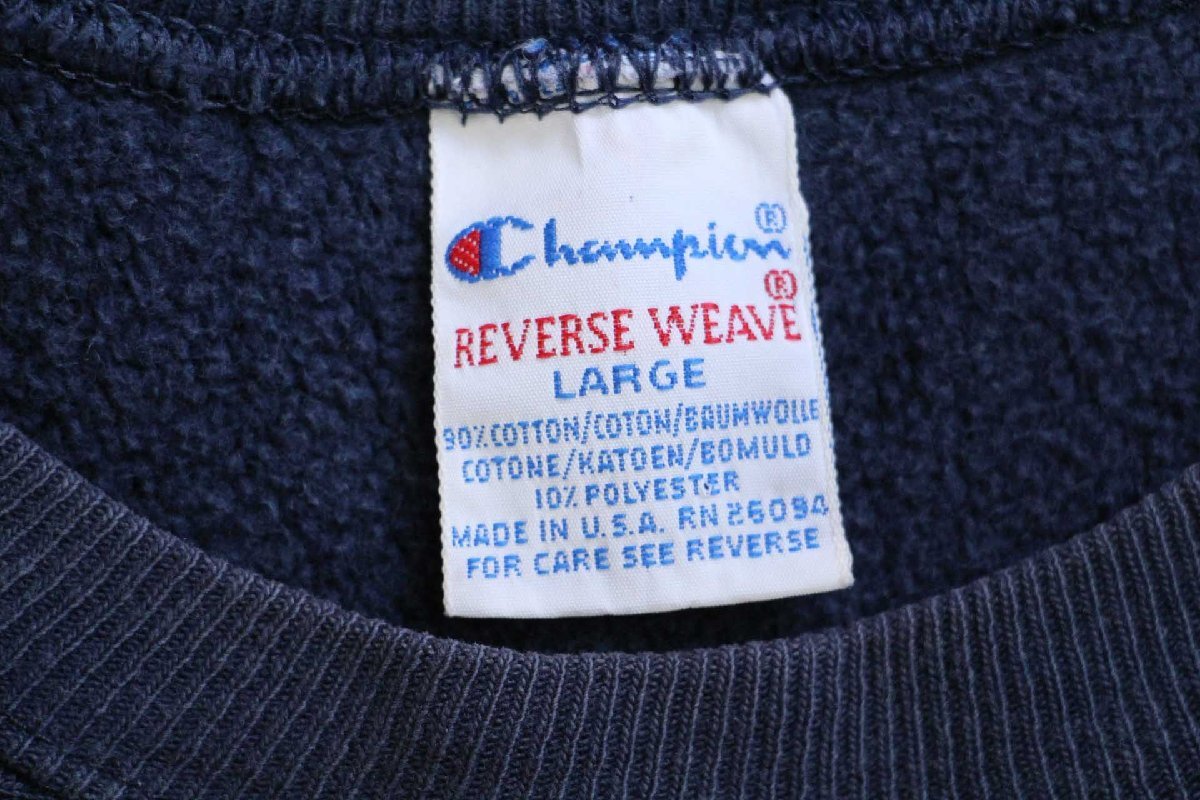 Champion®
REVERSE WEAVE®
LARGE
90% COTTON/COTON/BAUMWOLLE
COTONE/KATOEN/BOMULD
10% POLYESTER
MADE IN U.S.A. RN 26094
FOR CARE SEE REVERSE